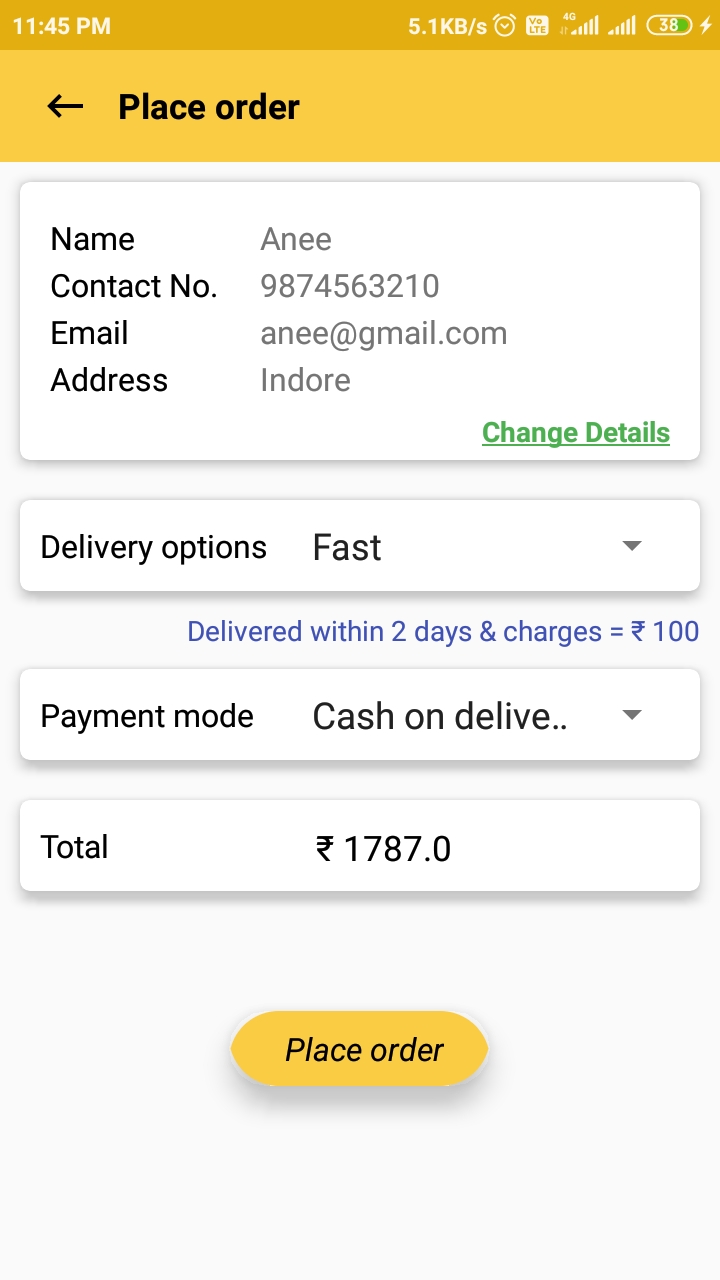 11:45 PM 5.1KB/s Vo LTE 4G 38
Place order
Name Anee
Contact No. 9874563210
Email anee@gmail.com
Address Indore
Change Details
Delivery options Fast
Delivered within 2 days & charges = ₹ 100
Payment mode Cash on delive..
Total ₹ 1787.0
Place order